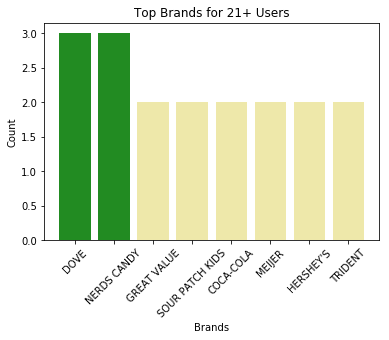 Top Brands for 21+ Users
3.0
2.5
2.0
1.5
1.0
0.5
0.0
Count
DOVE
NERDS CANDY
GREAT VALUE
SOUR PATCH KIDS
COCA-COLA
MEIJER
HERSHEY'S
TRIDENT
Brands